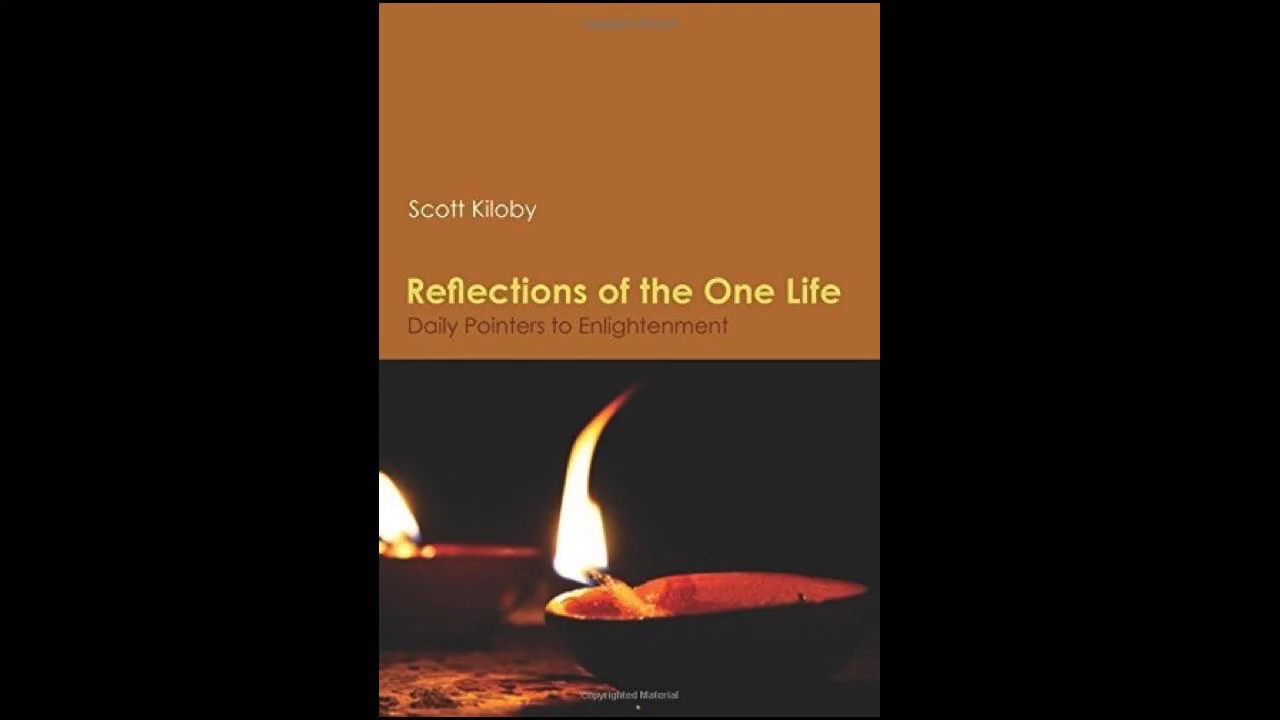 Scott Kiloby
Reflections of the One Life
Daily Pointers to Enlightenment
Copyrighted Material